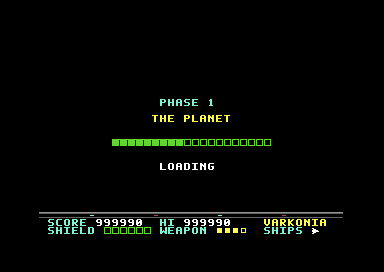 PHASE 1
THE PLANET
LOADING
SCORE 999990 HI 999990 VARKONIA
SHIELD WEAPON SHIPS